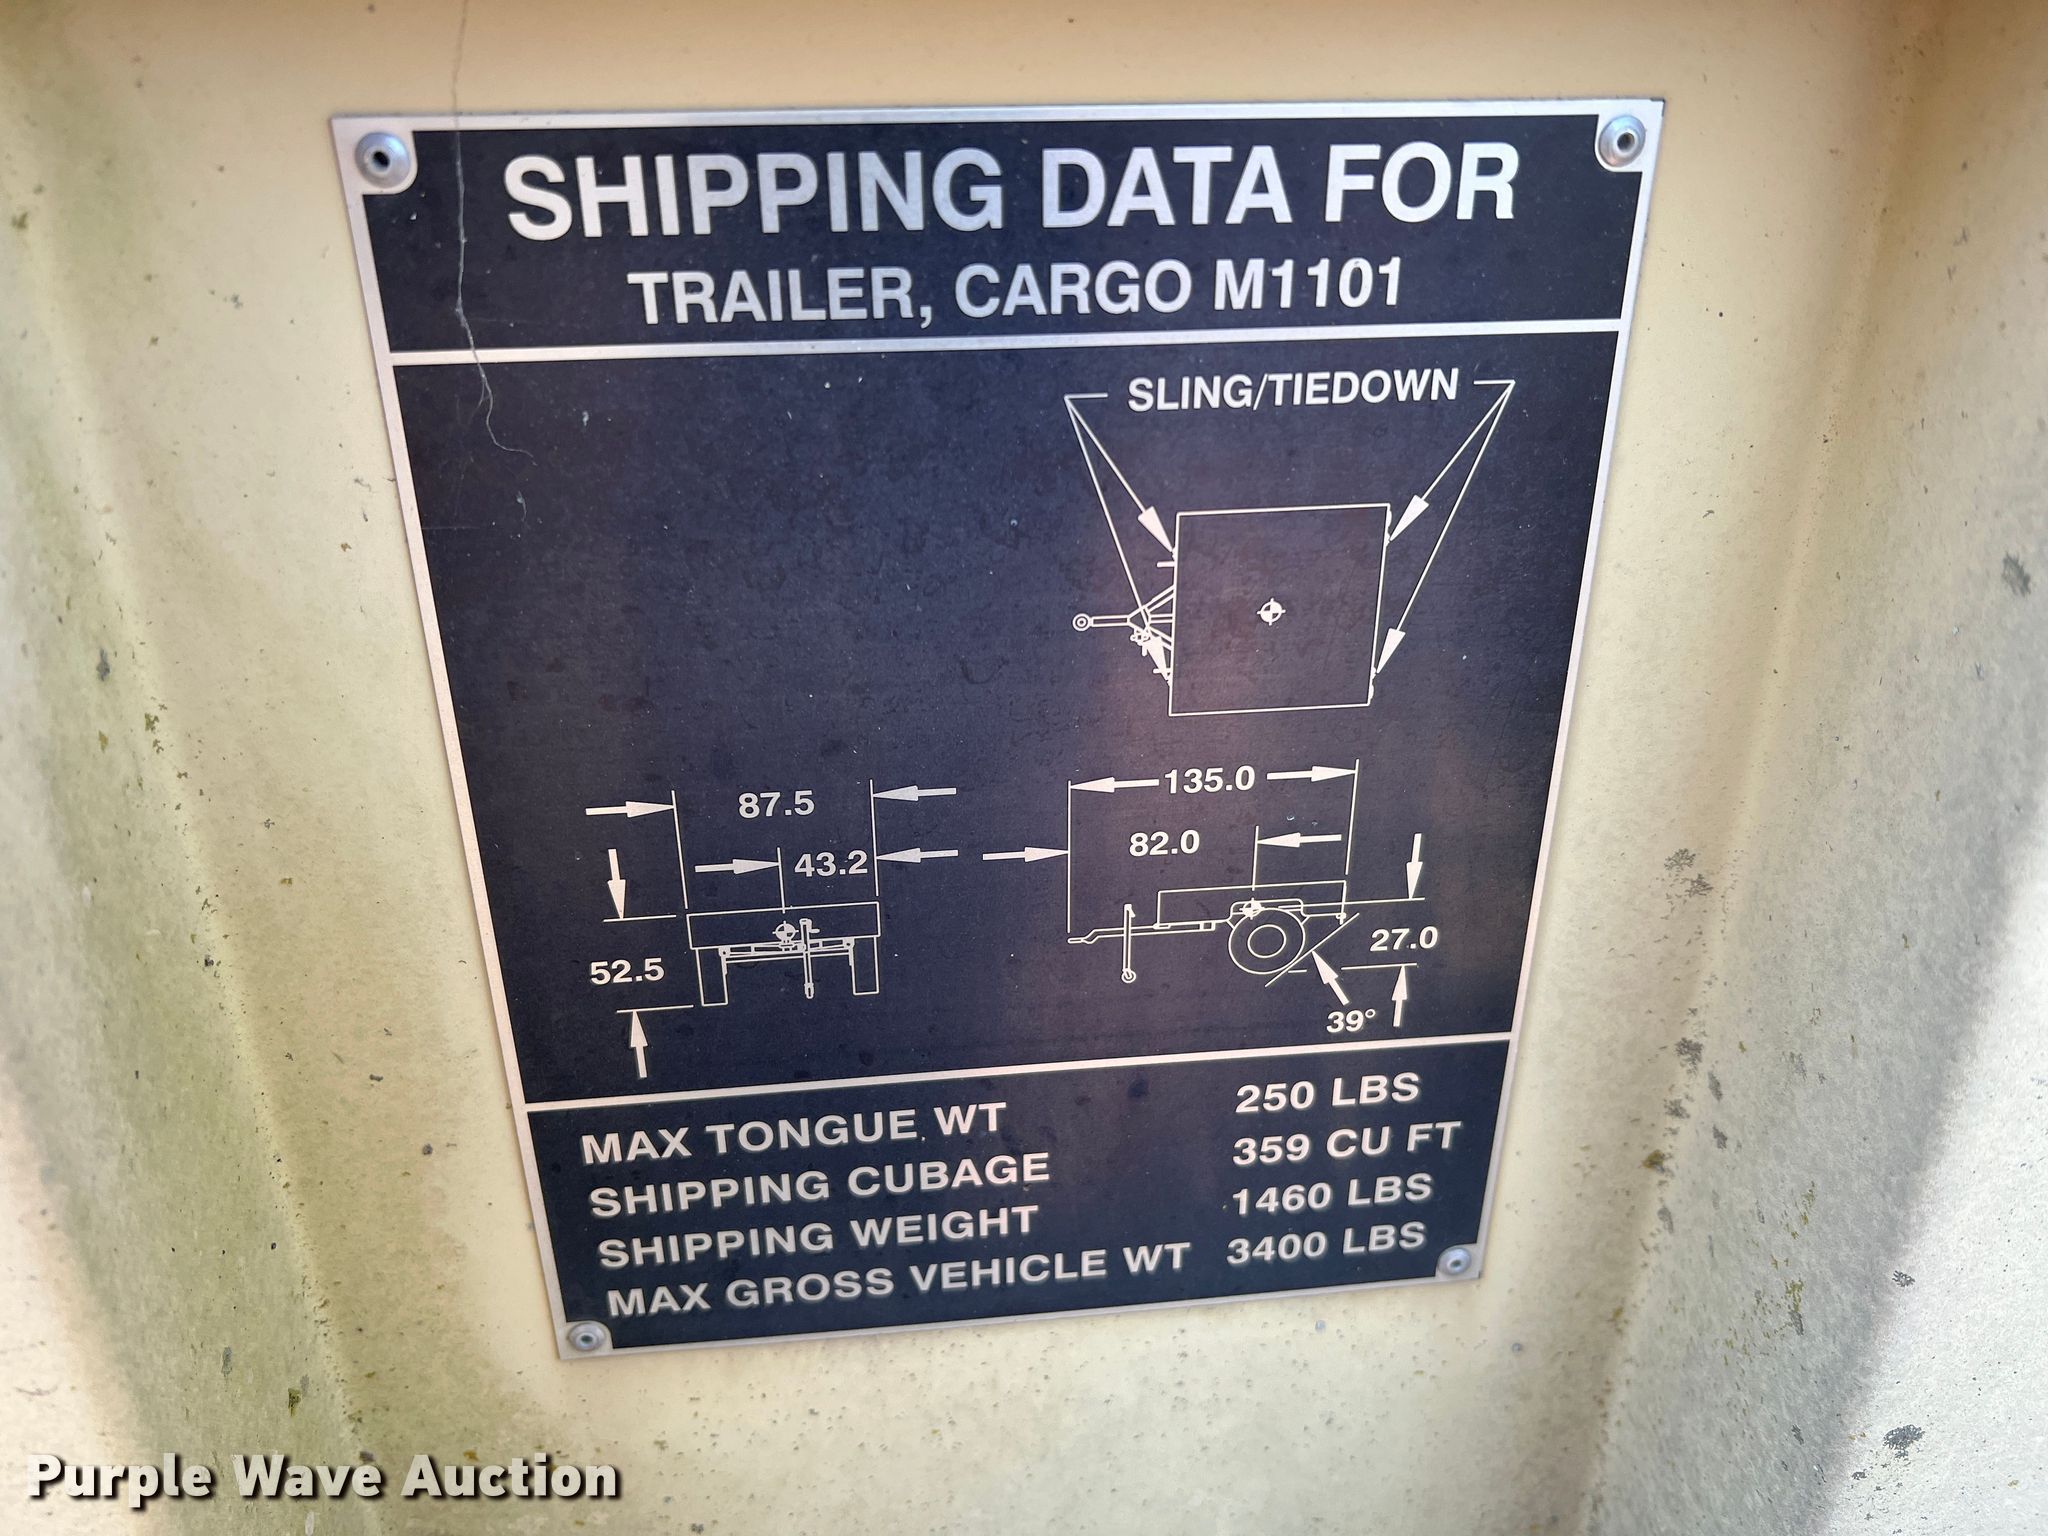 SHIPPING DATA FOR
TRAILER, CARGO M1101
SLING/TIEDOWN
87.5
43.2
52.5
135.0
82.0
27.0
39°
MAX TONGUE WT 250 LBS
SHIPPING CUBAGE 359 CU FT
SHIPPING WEIGHT 1460 LBS
MAX GROSS VEHICLE WT 3400 LBS
Purple Wave Auction